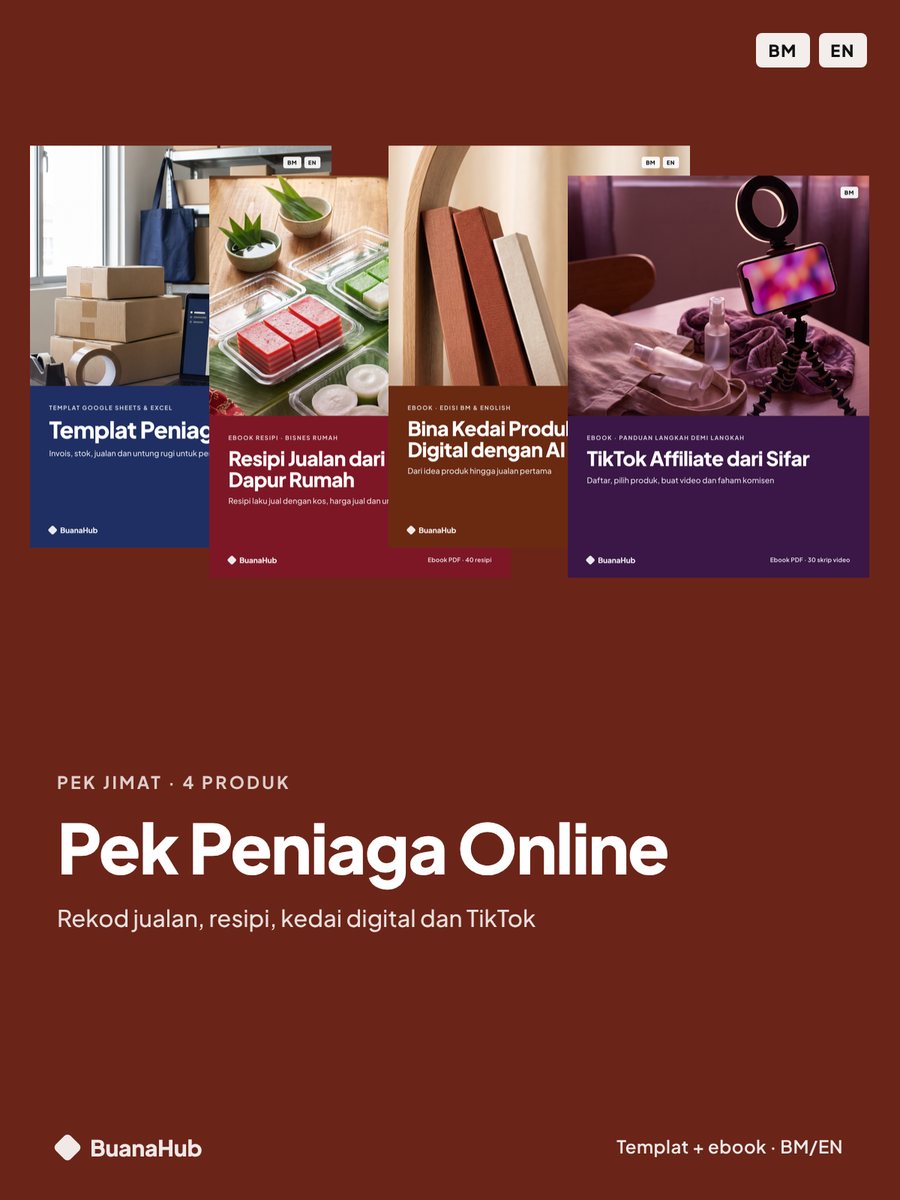 BM EN
BM EN
TEMPLAT GOOGLE SHEETS & EXCEL
Templat Peniag
Invois, stok, jualan dan untung rugi untuk pe
BuanaHub
EBOOK RESIPI · BISNES RUMAH
Resipi Jualan dari
Dapur Rumah
Resipi laku jual dengan kos, harga jual dan u
BuanaHub
Ebook PDF · 40 resipi
BM EN
EBOOK · EDISI BM & ENGLISH
Bina Kedai Produ
Digital dengan AI
Dari idea produk hingga jualan pertama
BuanaHub
BM
EBOOK · PANDUAN LANGKAH DEMI LANGKAH
TikTok Affiliate dari Sifar
Daftar, pilih produk, buat video dan faham komisen
BuanaHub
Ebook PDF · 30 skrip video
PEK JIMAT · 4 PRODUK
Pek Peniaga Online
Rekod jualan, resipi, kedai digital dan TikTok
BuanaHub
Templat + ebook · BM/EN